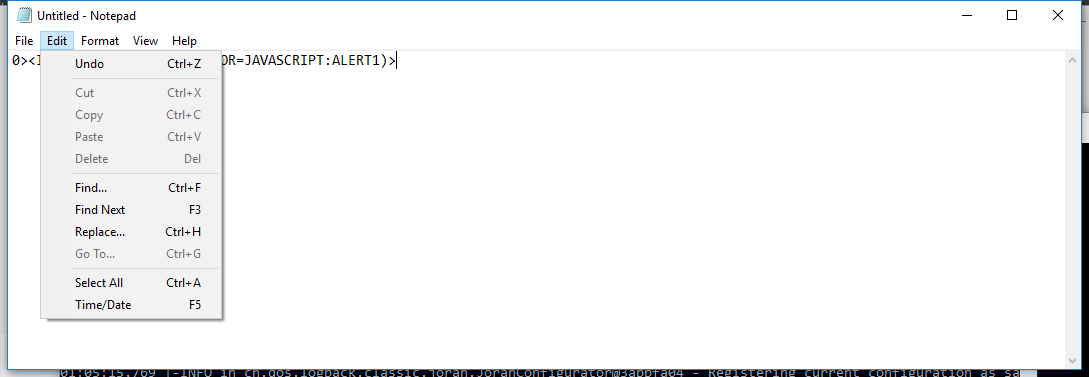 Untitled - Notepad
File Edit Format View Help
0>< OR=JAVASCRIPT:ALERT1)>
Undo Ctrl+Z
Cut Ctrl+X
Copy Ctrl+C
Paste Ctrl+V
Delete Del
Find... Ctrl+F
Find Next F3
Replace... Ctrl+H
Go To... Ctrl+G
Select All Ctrl+A
Time/Date F5
01:05:15.769 |-INFO in ch.qos.logback.classic.joran.JoranConfigurator@3abbfa04 - Registering current configuration as sa